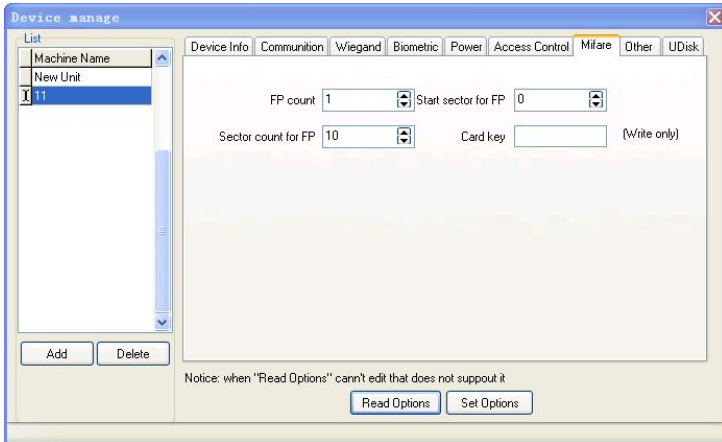 Device manage
List
Machine Name
New Unit
11
Add Delete
Device Info Communition Wiegand Biometric Power Access Control Mifare Other UDisk
FP count 1 Start sector for FP 0
Sector count for FP 10 Card key (Write only)
Notice: when "Read Options" cann't edit that does not suppout it
Read Options Set Options